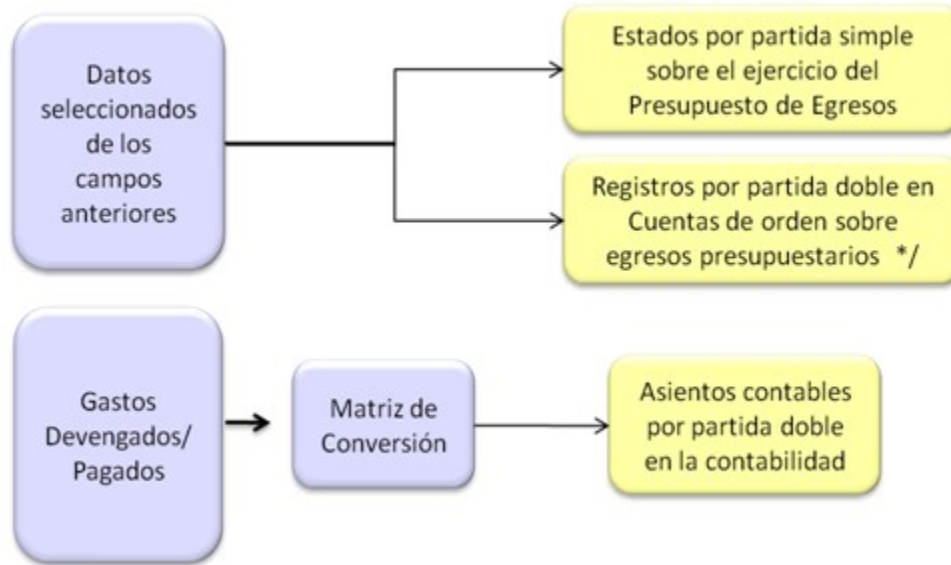 Datos
seleccionados
de los
campos
anteriores
Estados por partida simple
sobre el ejercicio del
Presupuesto de Egresos
Registros por partida doble en
Cuentas de orden sobre
egresos presupuestarios */
Gastos
Devengados/
Pagados
Matriz de
Conversión
Asientos contables
por partida doble
en la contabilidad